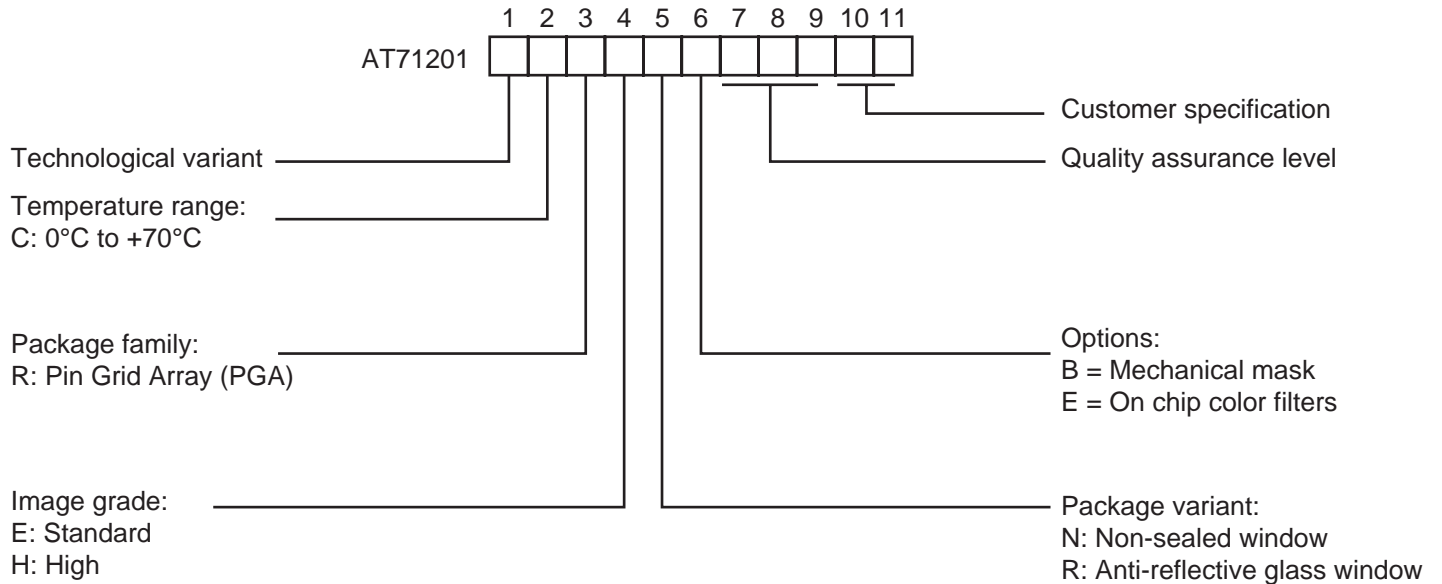 1 2 3 4 5 6 7 8 9 10 11
AT71201
Customer specification
Technological variant
Quality assurance level
Temperature range:
C: 0°C to +70°C
Package family:
R: Pin Grid Array (PGA)
Options:
B = Mechanical mask
E = On chip color filters
Image grade:
E: Standard
H: High
Package variant:
N: Non-sealed window
R: Anti-reflective glass window